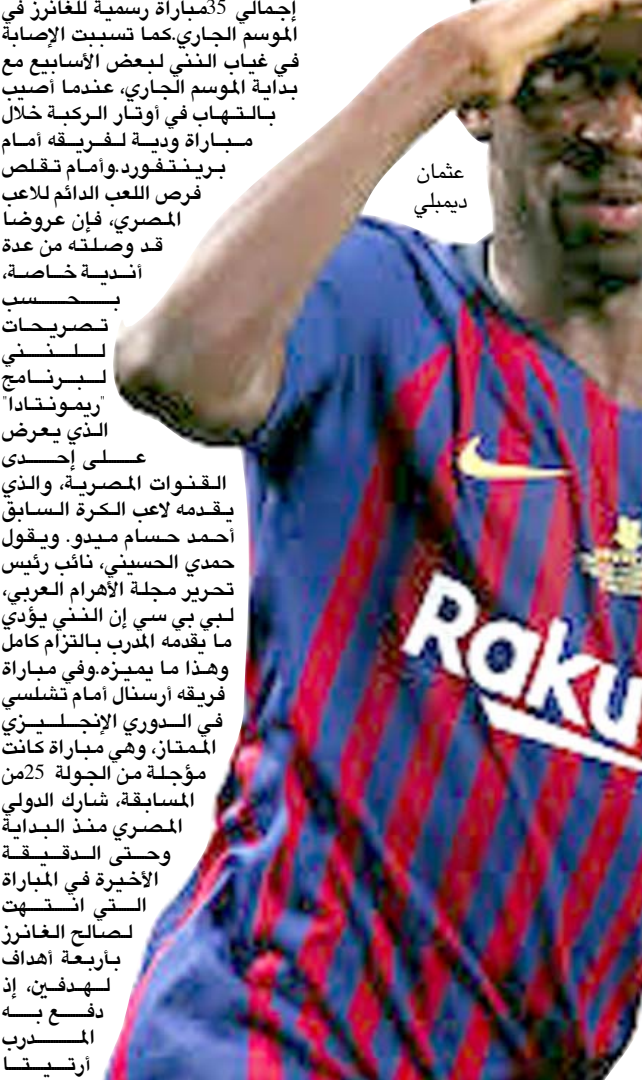 إجمالي 35مباراة رسمية للغانرز في
الموسم الجاري.كما تسببت الإصابة
في غياب النني لبعض الأسابيع مع
بداية الموسم الجاري، عندما أصيب
بالتهاب في أوتار الركبة خلال
مباراة ودية لفريقه أمام
برينتفورد.وأمام تقلص
فرص اللعب الدائم للاعب
المصري، فإن عروضا
قد وصلته من عدة
أندية خاصة،
بحسب
تصريحات
للنني
لبرنامج
"ريمونتادا"
الذي يعرض
على إحدى
القنوات المصرية، والذي
يقدمه لاعب الكرة السابق
أحمد حسام ميدو. ويقول
حمدي الحسيني، نائب رئيس
تحرير مجلة الأهرام العربي،
لبي بي سي إن النني يؤدي
ما يقدمه المدرب بالتزام كامل
وهذا ما يميزه.وفي مباراة
فريقه أرسنال أمام تشلسي
في الدوري الإنجليزي
الممتاز، وهي مباراة كانت
مؤجلة من الجولة 25من
المسابقة، شارك الدولي
المصري منذ البداية
وحتى الدقيقة
الأخيرة في المباراة
التي انتهت
لصالح الغانرز
بأربعة أهداف
لهدفين، إذ
دفع به
المدرب
أرتيتا
عثمان
ديمبلي
Raku